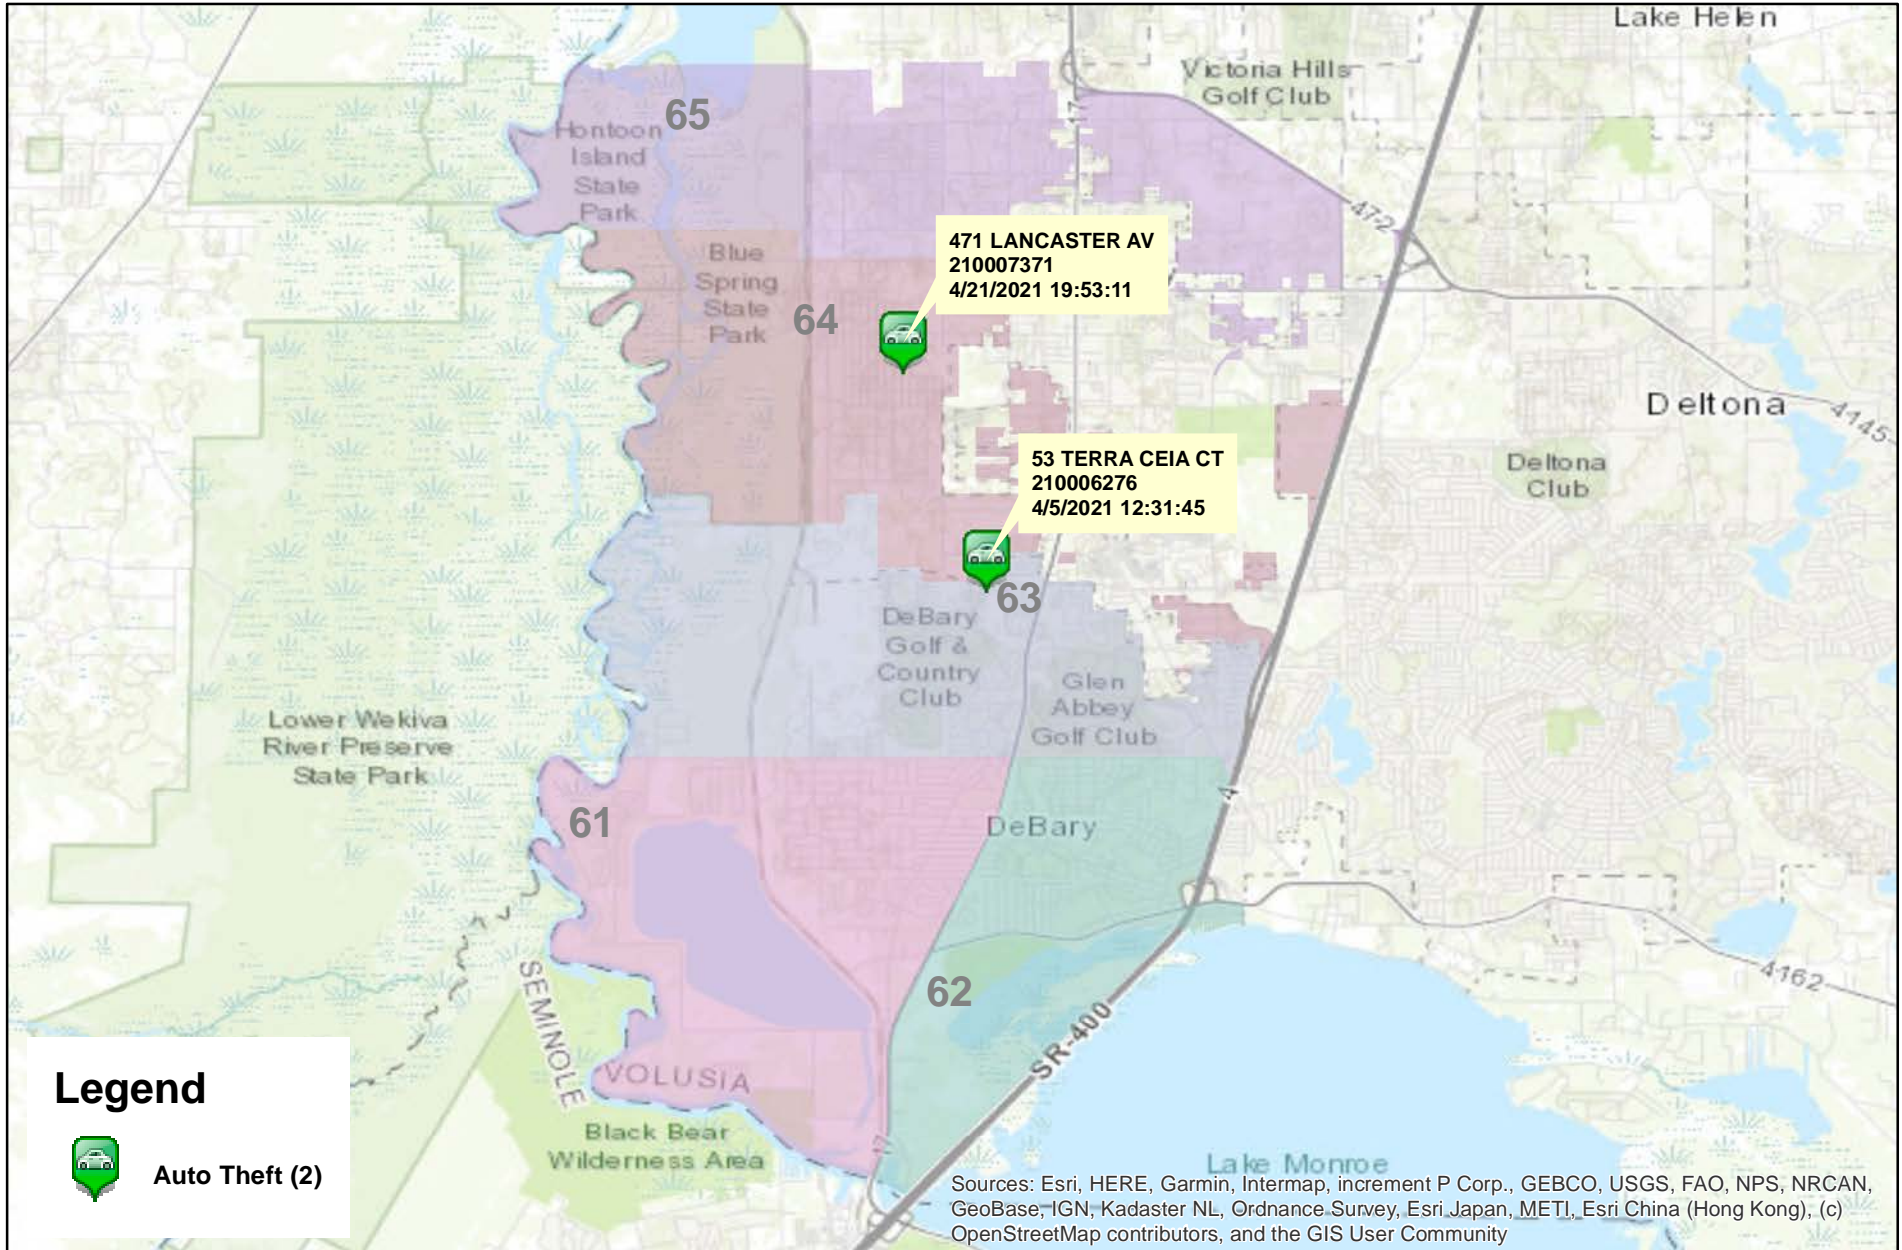 Lake Helen
Victoria Hills
Golf Club
65
17
Hontoon
Island
State
Park
472
471 LANCASTER AV
210007371
4/21/2021 19:53:11
Blue
Spring
State
Park
64
Deltona
4145
53 TERRA CEIA CT
210006276
4/5/2021 12:31:45
Deltona
Club
63
DeBary
Golf &
Country
Club
Glen
Abbey
Golf Club
Lower Wekiva
River Preserve
State Park
4
61
DeBary
62
4162
SR-400
SEMINOLE
VOLUSIA
Legend
Auto Theft (2)
Black Bear
Wilderness Area
17
Lake Monroe
Sources: Esri, HERE, Garmin, Intermap, increment P Corp., GEBCO, USGS, FAO, NPS, NRCAN,
GeoBase, IGN, Kadaster NL, Ordnance Survey, Esri Japan, METI, Esri China (Hong Kong), (c)
OpenStreetMap contributors, and the GIS User Community